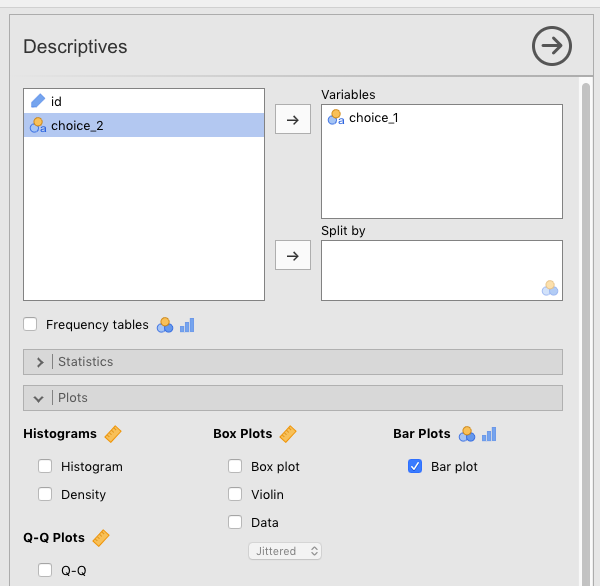 Descriptives
id
choice_2
Variables
choice_1
Split by
Frequency tables
Statistics
Plots
Histograms
Box Plots
Bar Plots
Histogram
Box plot
Bar plot
Density
Violin
Data
Q-Q Plots
Jittered
Q-Q